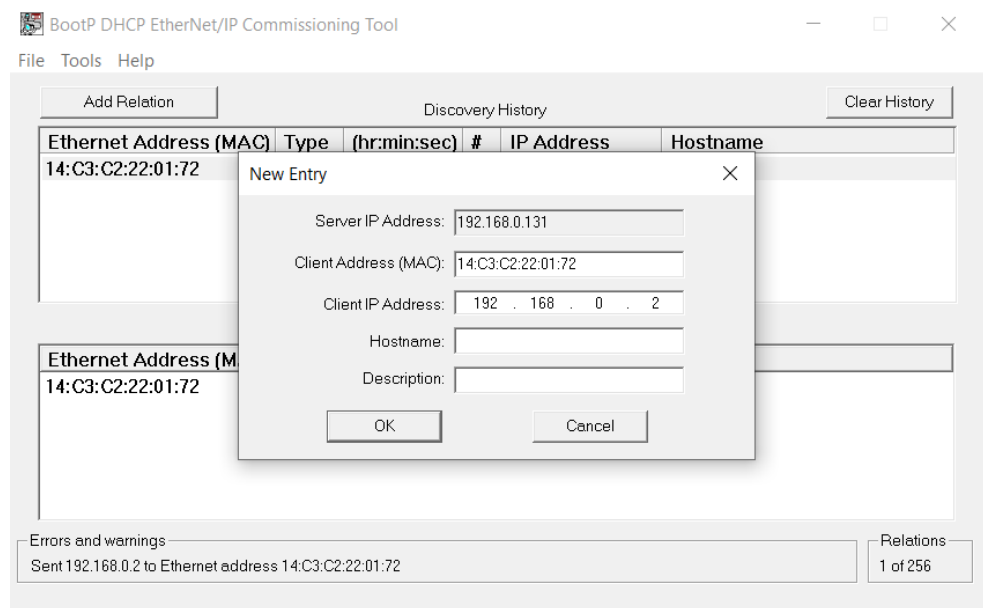 BootP DHCP EtherNet/IP Commissioning Tool
File Tools Help
Add Relation Discovery History Clear History
Ethernet Address (MAC) Type (hr:min:sec) # IP Address Hostname
14:C3:C2:22:01:72
New Entry
Server IP Address: 192.168.0.131
Client Address (MAC): 14:C3:C2:22:01:72
Client IP Address: 192 . 168 . 0 . 2
Hostname:
Description:
OK Cancel
Ethernet Address (M
14:C3:C2:22:01:72
Errors and warnings
Sent 192.168.0.2 to Ethernet address 14:C3:C2:22:01:72
Relations
1 of 256